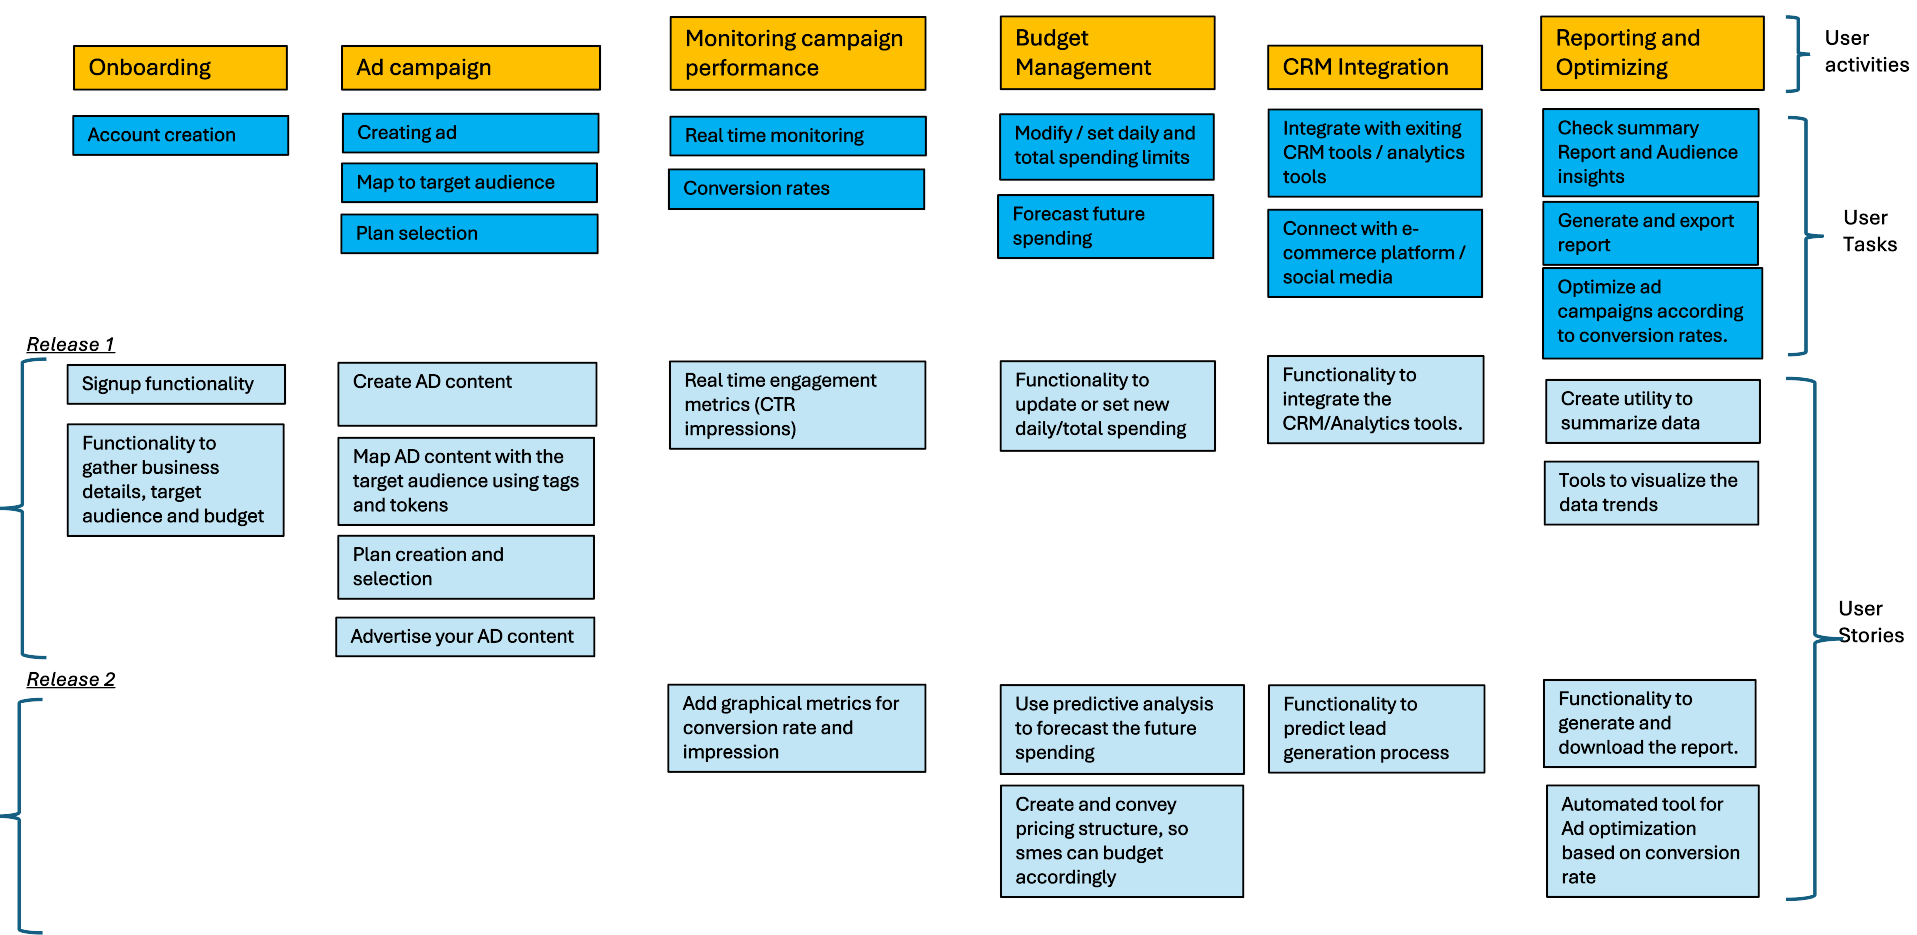 Onboarding
Ad campaign
Monitoring campaign
performance
Budget
Management
CRM Integration
Reporting and
Optimizing
User
activities
Account creation
Creating ad
Map to target audience
Plan selection
Real time monitoring
Conversion rates
Modify / set daily and
total spending limits
Forecast future
spending
Integrate with exiting
CRM tools / analytics
tools
Connect with e-
commerce platform /
social media
Check summary
Report and Audience
insights
Generate and export
report
Optimize ad
campaigns according
to conversion rates.
User
Tasks
Release 1
Signup functionality
Functionality to
gather business
details, target
audience and budget
Create AD content
Map AD content with the
target audience using tags
and tokens
Plan creation and
selection
Advertise your AD content
Real time engagement
metrics (CTR
impressions)
Functionality to
update or set new
daily/total spending
Functionality to
integrate the
CRM/Analytics tools.
Create utility to
summarize data
Tools to visualize the
data trends
User
Stories
Release 2
Add graphical metrics for
conversion rate and
impression
Use predictive analysis
to forecast the future
spending
Create and convey
pricing structure, so
smes can budget
accordingly
Functionality to
predict lead
generation process
Functionality to
generate and
download the report.
Automated tool for
Ad optimization
based on conversion
rate